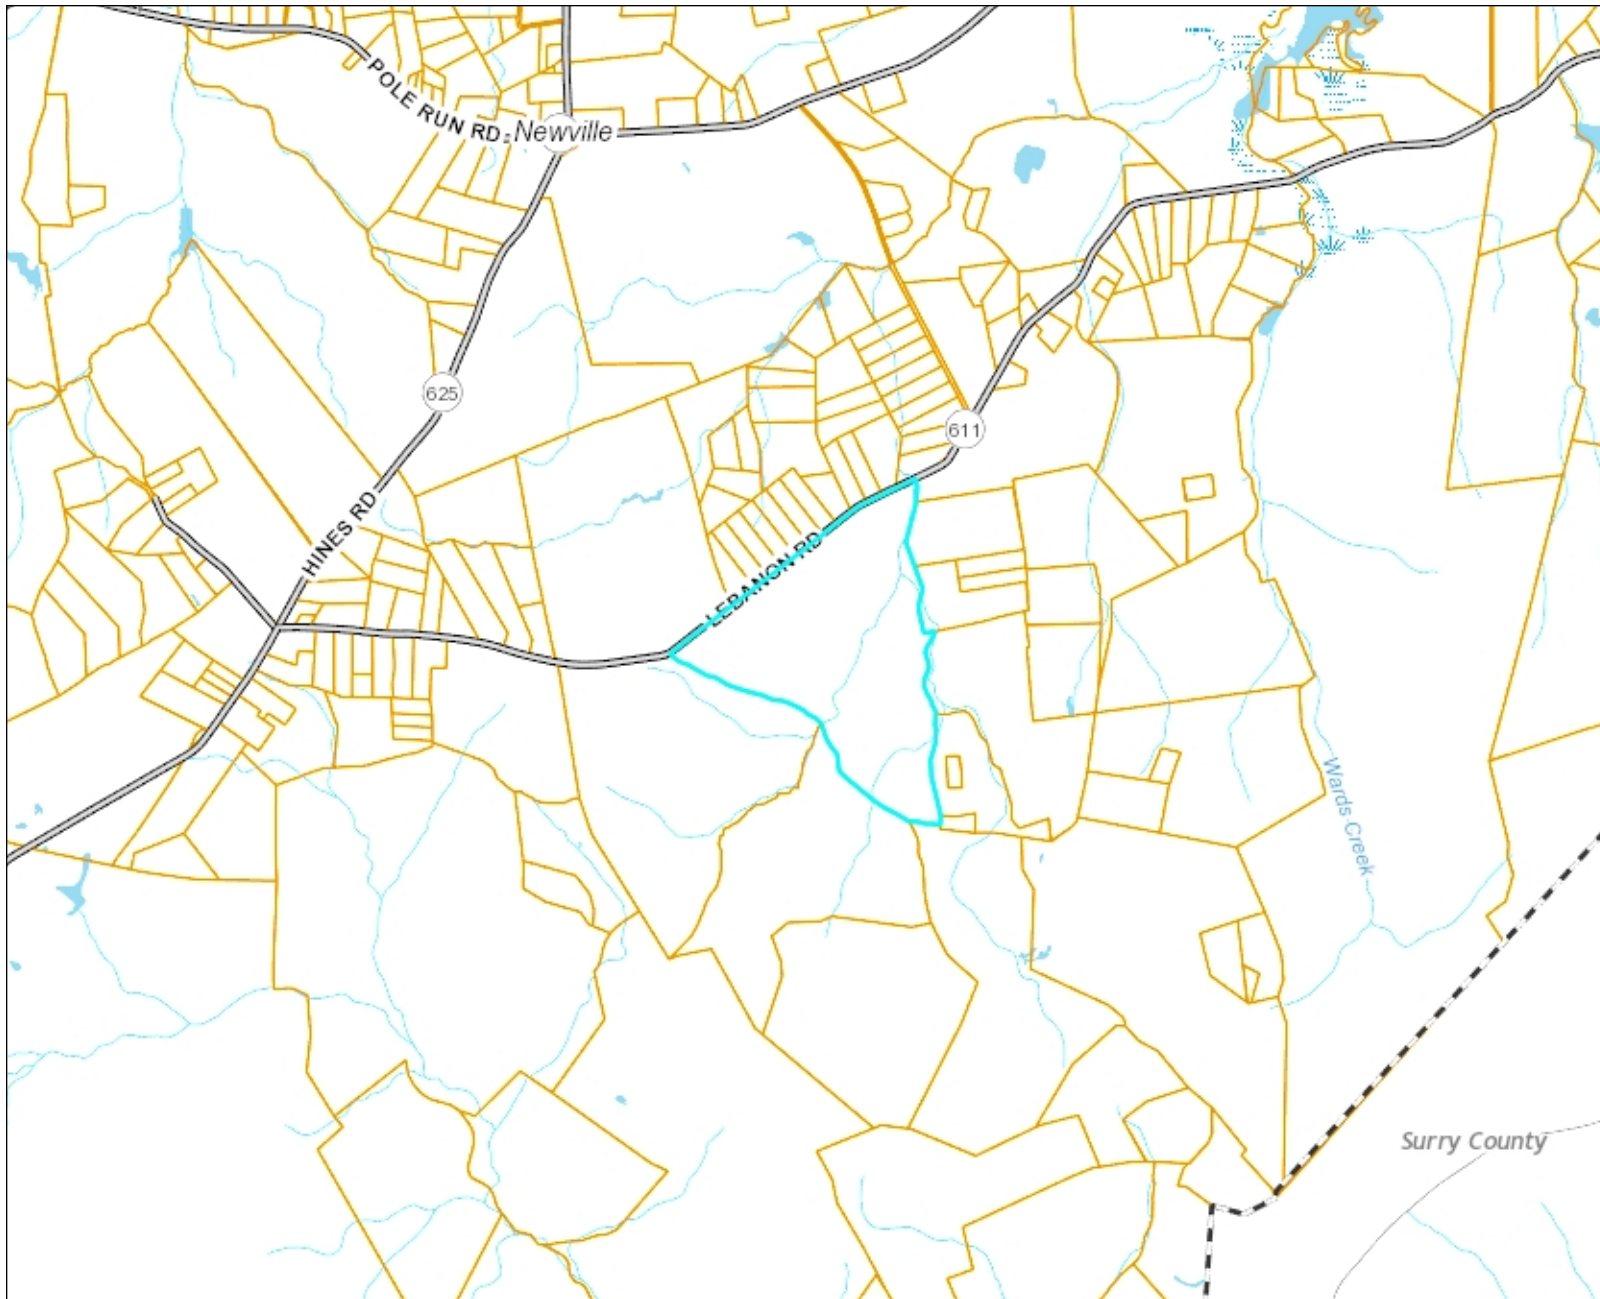 POLE RUN RD
Newville
625
611
HINES RD
LEBANON RD
Wards Creek
Surry County